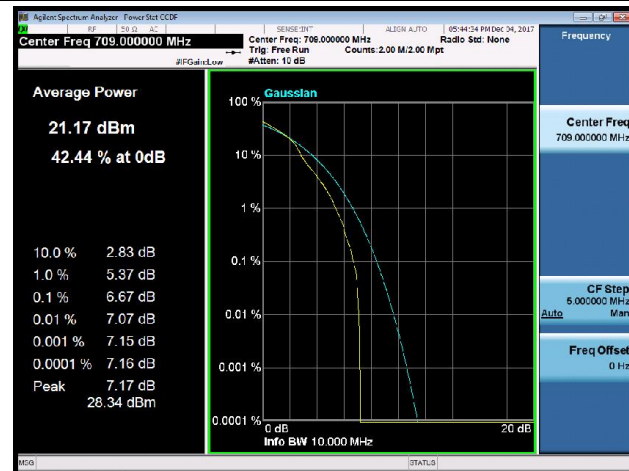 Agilent Spectrum Analyzer Power Stat CCDF
RF 50 Ω AC SENSE:INT ALIGN AUTO 05:44:34 PM Dec 04, 2017
Center Freq 709.000000 MHz
Center Freq: 709.000000 MHz Radio Std: None
Trig: Free Run Counts: 2.00 M/2.00 Mpt
#IFGain:Low #Atten: 10 dB
Frequency
Average Power
21.17 dBm
42.44 % at 0dB
10.0 % 2.83 dB
1.0 % 5.37 dB
0.1 % 6.67 dB
0.01 % 7.07 dB
0.001 % 7.15 dB
0.0001 % 7.16 dB
Peak 7.17 dB
28.34 dBm
Gaussian
100 %
10 %
1 %
0.1 %
0.01 %
0.001 %
0.0001 %
0 dB 20 dB
Info BW 10.000 MHz
Center Freq
709.000000 MHz
CF Step
5.000000 MHz
Auto Man
Freq Offset
0 Hz
MSG STATUS